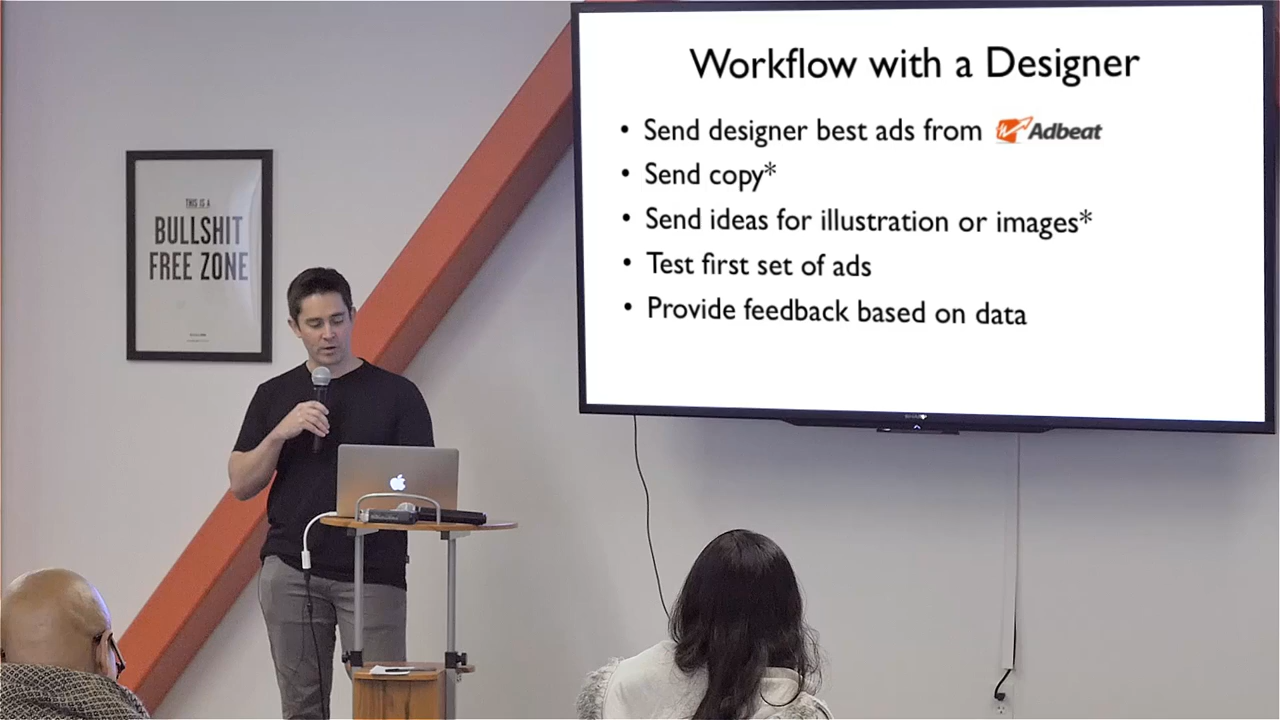 Workflow with a Designer
• Send designer best ads from Adbeat
• Send copy*
• Send ideas for illustration or images*
• Test first set of ads
• Provide feedback based on data
THIS IS A
BULLSHIT
FREE ZONE
SHARP